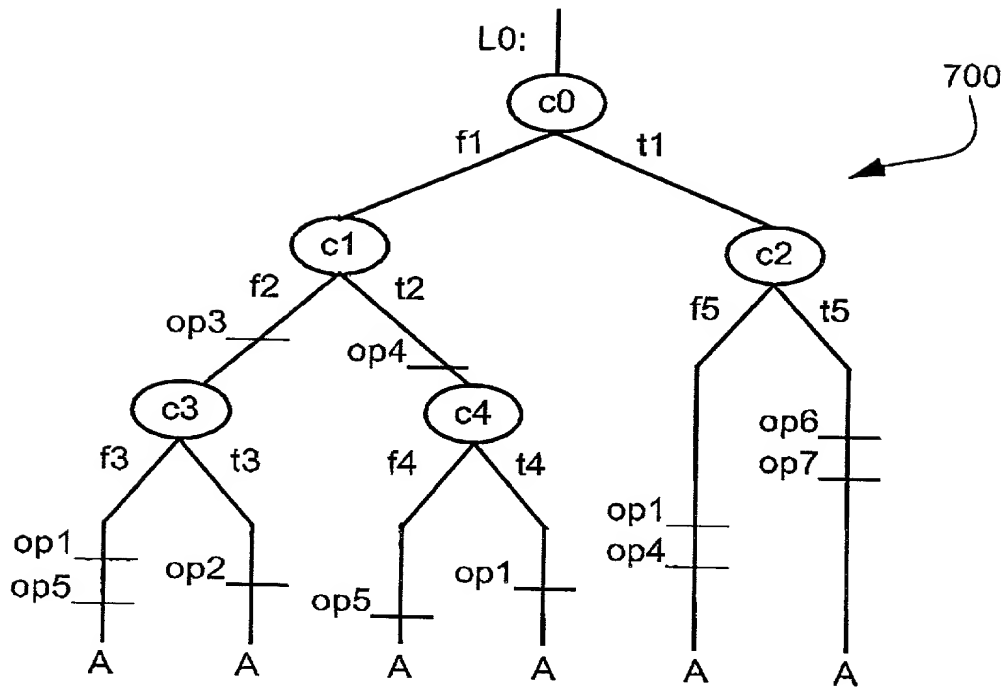 L0:
700
c0
f1 t1
c1 c2
f2 t2 f5 t5
op3 op4
c3 c4
op6
f3 t3 f4 t4 op7
op1 op1
op5 op2 op5 op1 op4
A A A A A A